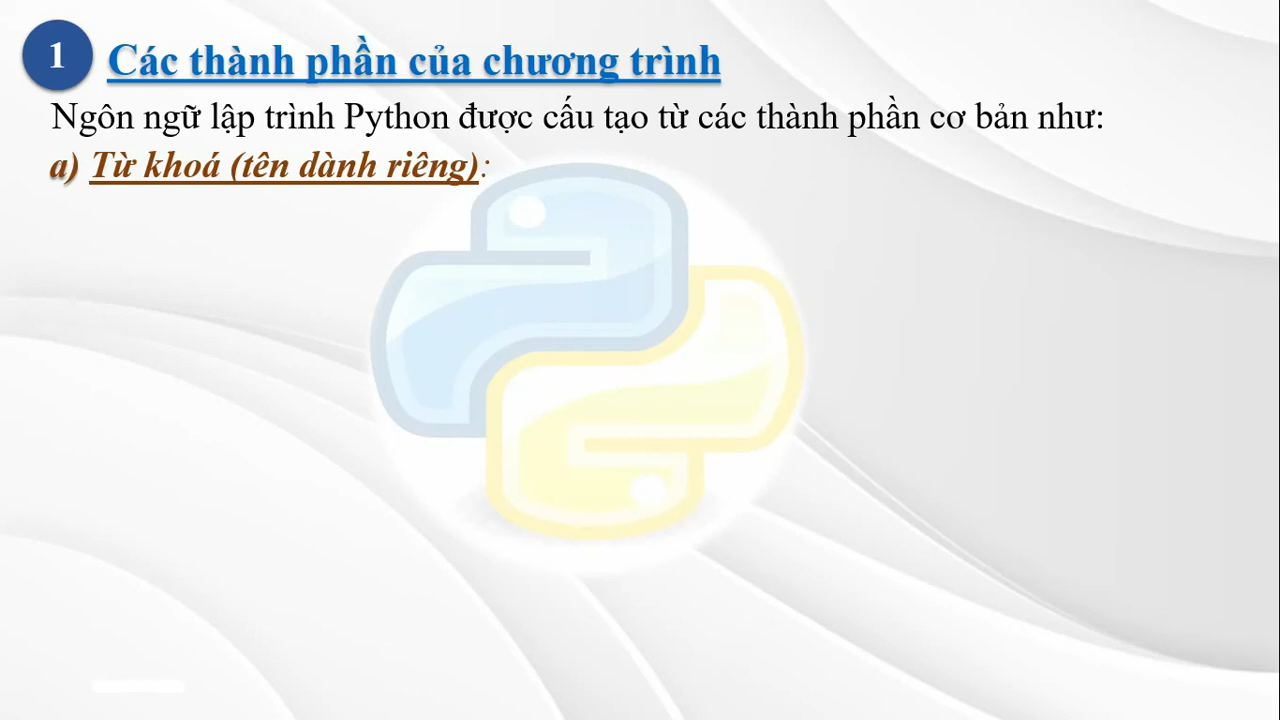 1 Các thành phần của chương trình
Ngôn ngữ lập trình Python được cấu tạo từ các thành phần cơ bản như:
a) Từ khoá (tên dành riêng):